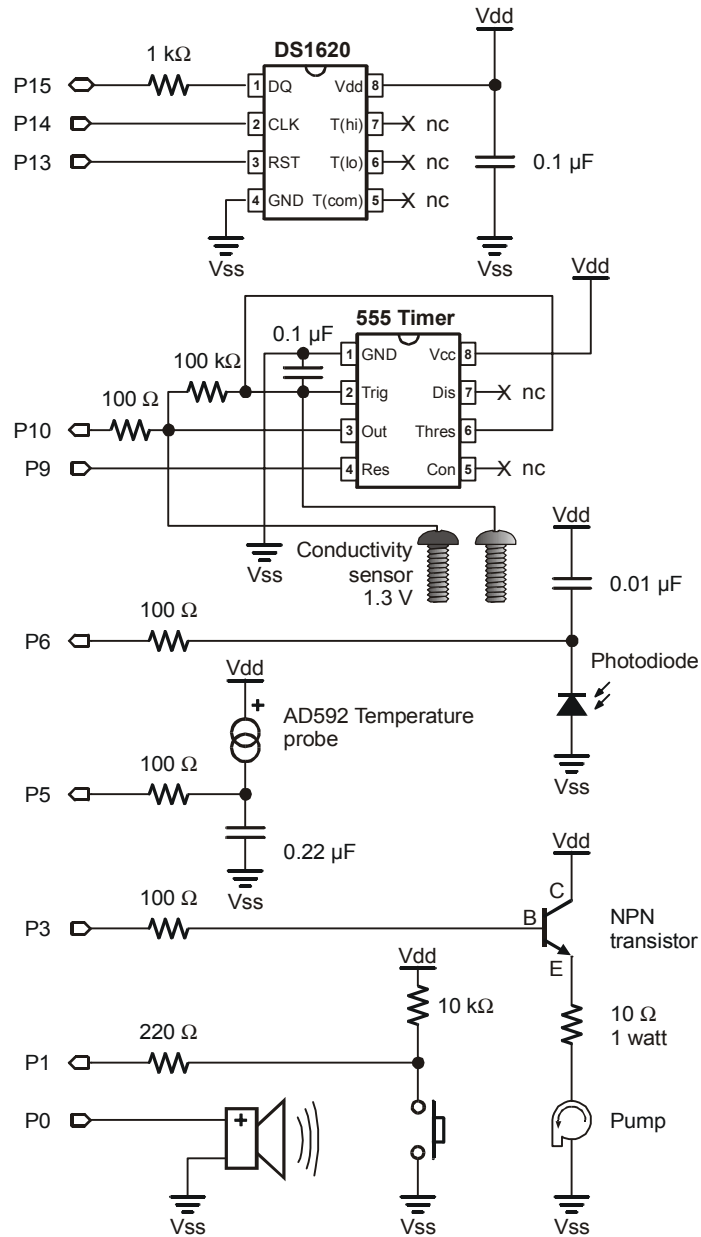 Vdd
DS1620
1 kΩ
P15
1 DQ Vdd 8
P14
2 CLK T(hi) 7 X nc
P13
3 RST T(lo) 6 X nc
0.1 µF
4 GND T(com) 5 X nc
Vss
Vss
Vdd
555 Timer
0.1 µF
1 GND Vcc 8
100 kΩ
2 Trig Dis 7 X nc
100 Ω
P10
3 Out Thres 6
P9
4 Res Con 5 X nc
Vss
Conductivity
sensor
1.3 V
Vdd
0.01 µF
100 Ω
P6
Photodiode
Vss
Vdd
+
AD592 Temperature
probe
100 Ω
P5
0.22 µF
Vss
Vdd
C
100 Ω
P3
B
NPN
transistor
E
Vdd
10 kΩ
10 Ω
1 watt
220 Ω
P1
P0
+
Pump
Vss
Vss
Vss